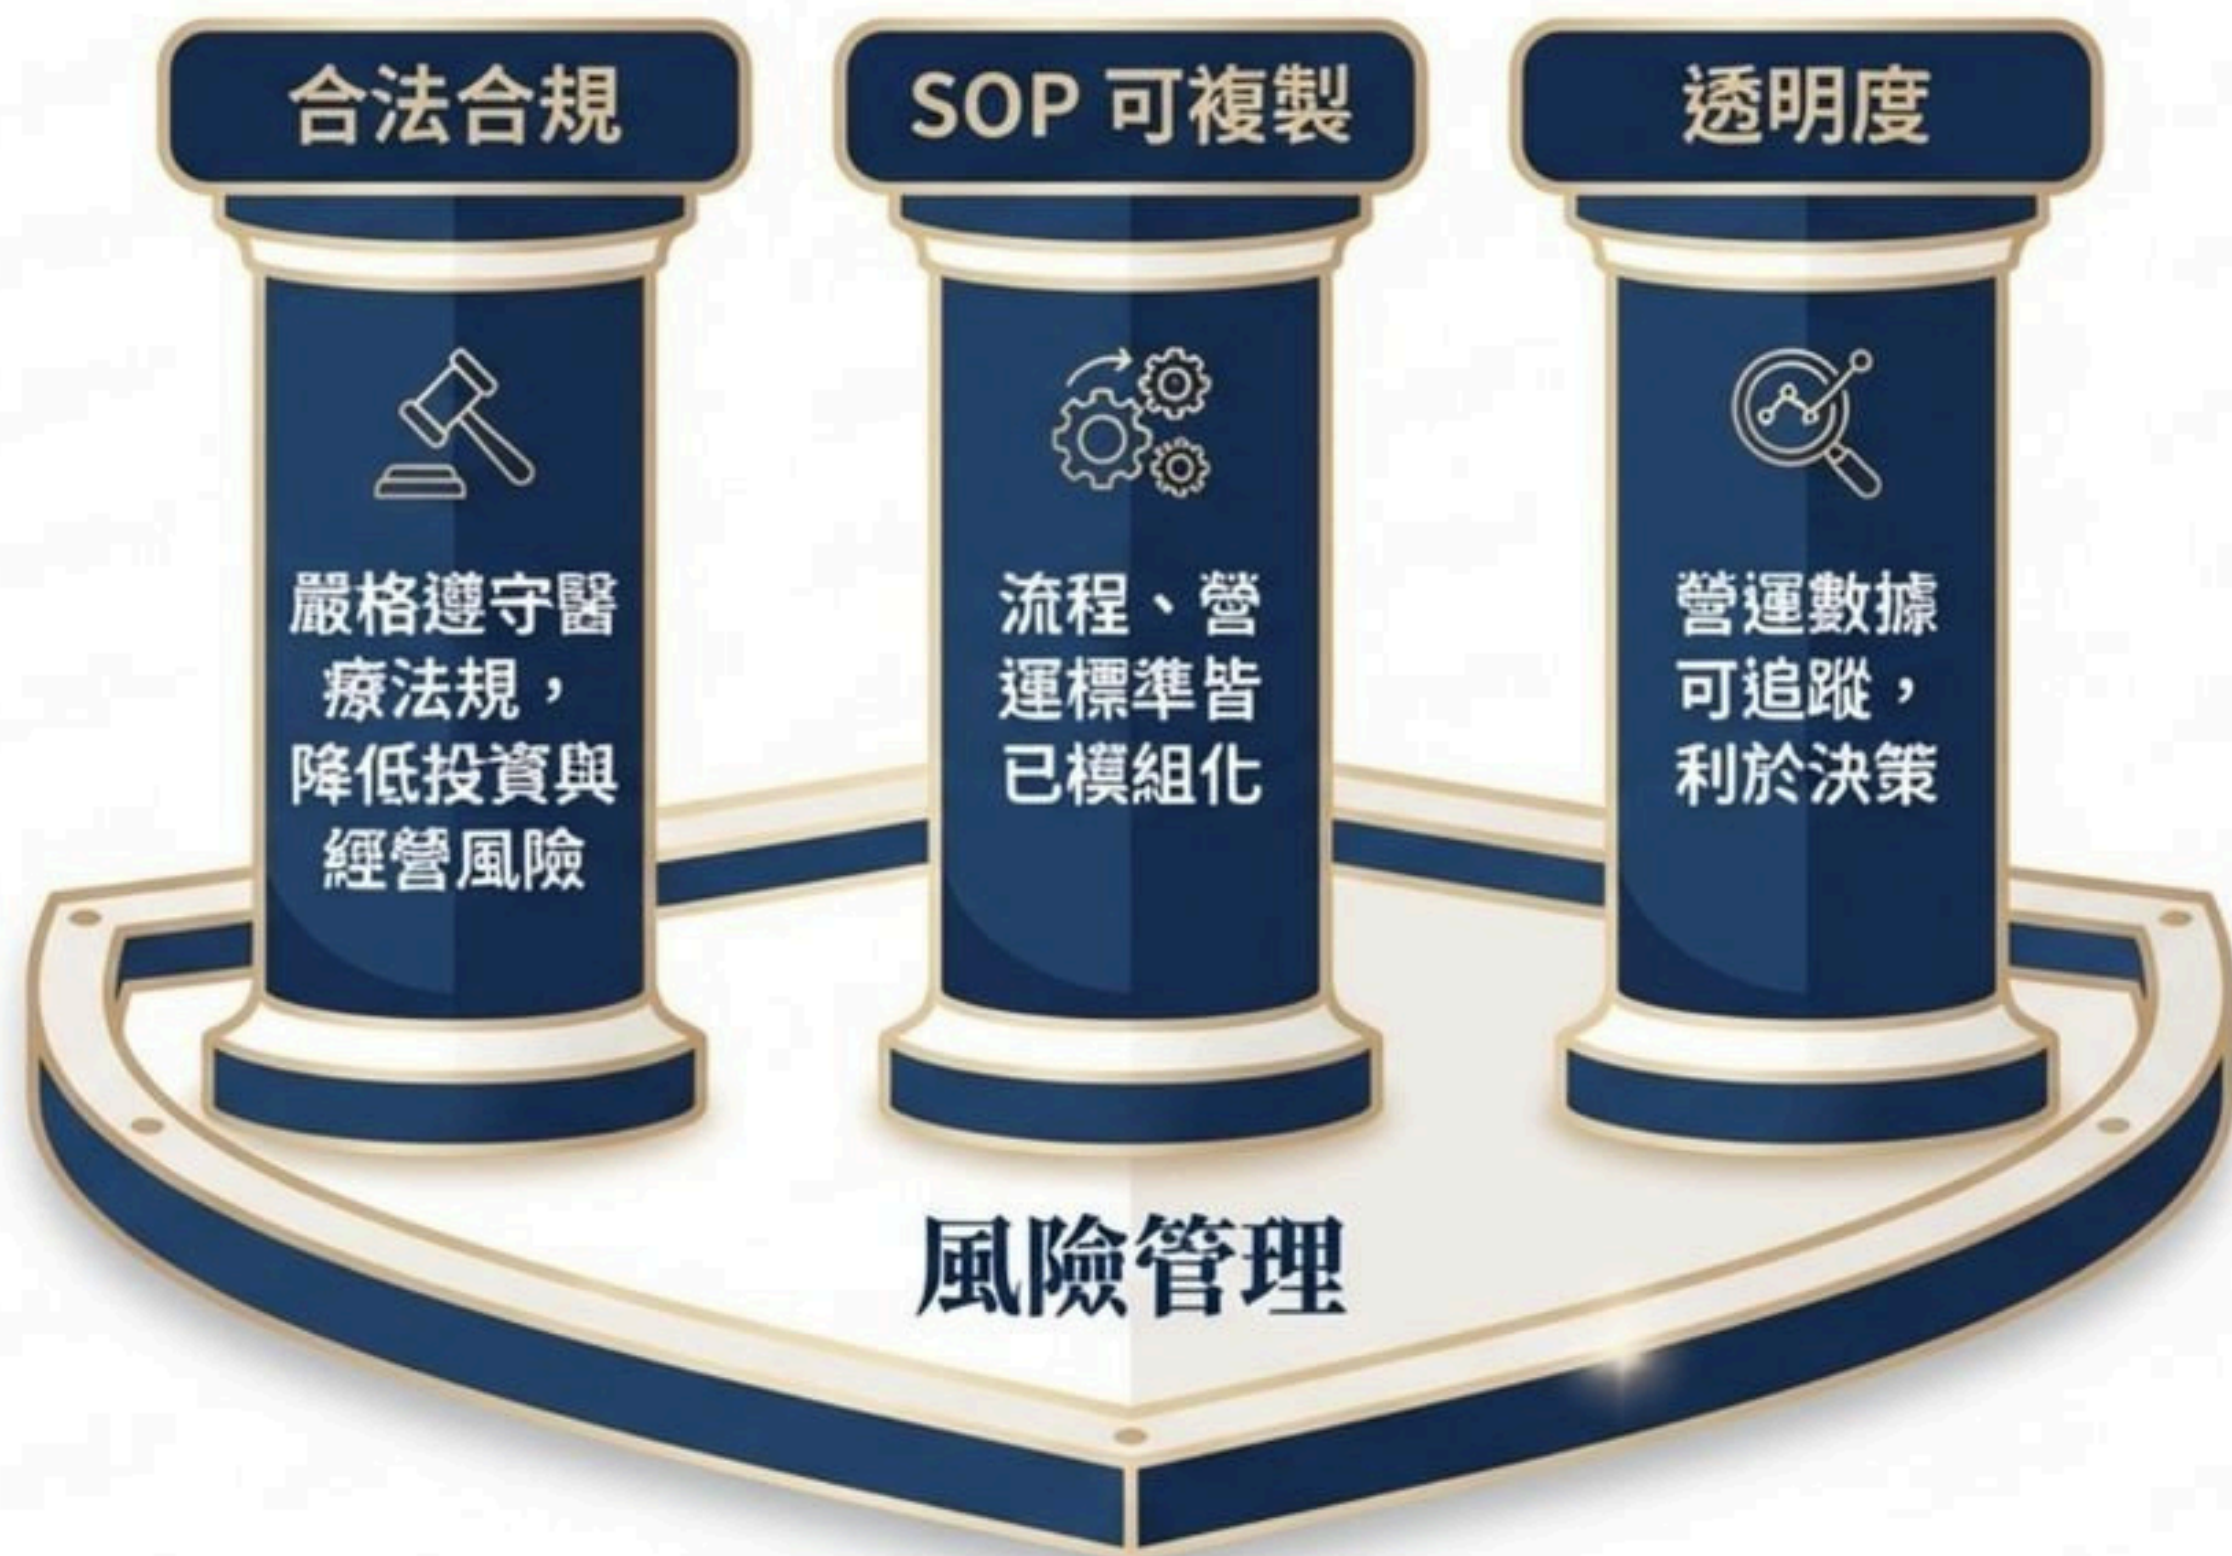 合法合規
嚴格遵守醫
療法規，
降低投資與
經營風險
SOP 可複製
流程、營
運標準皆
已模組化
透明度
營運數據
可追蹤，
利於決策
風險管理